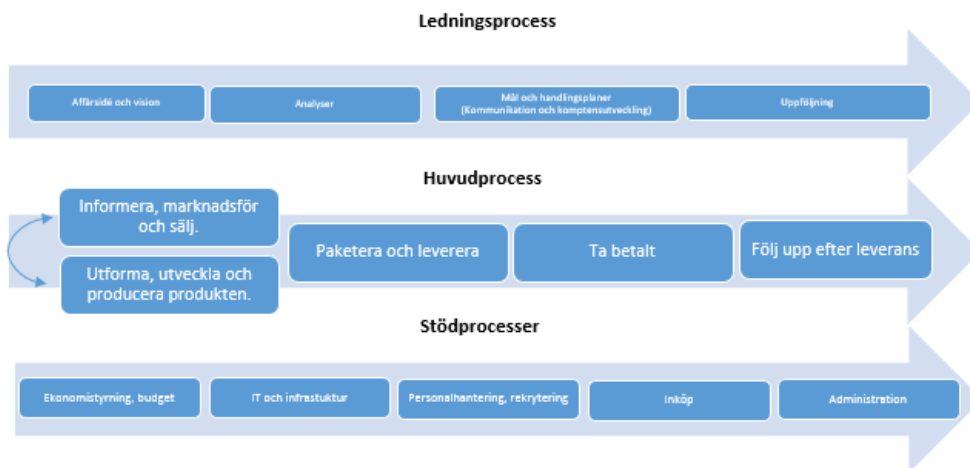 Ledningsprocess
Affärsidé och vision
Analyser
Mål och handlingsplaner
(Kommunikation och komptensutveckling)
Uppföljning
Huvudprocess
Informera, marknadsför
och sälj.
Utforma, utveckla och
producera produkten.
Paketera och leverera
Ta betalt
Följ upp efter leverans
Stödprocesser
Ekonomistyrning, budget
IT och infrastuktur
Personalhantering, rekrytering
Inköp
Administration